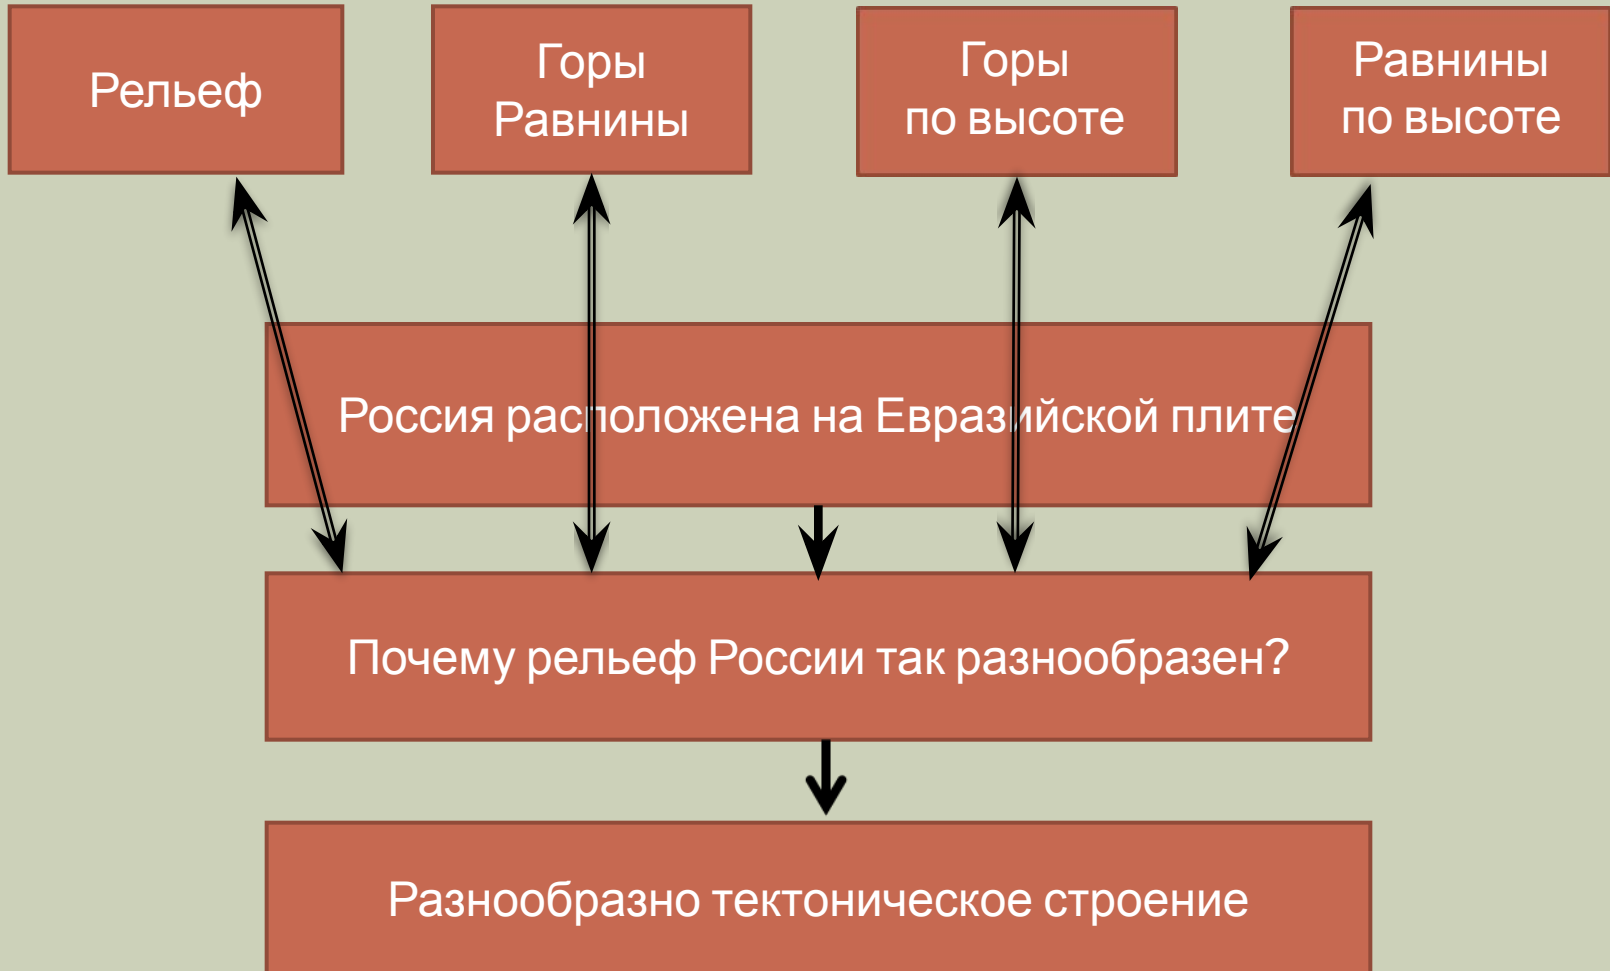 Рельеф
Горы
Равнины
Горы
по высоте
Равнины
по высоте
Россия расположена на Евразийской плите
Почему рельеф России так разнообразен?
Разнообразно тектоническое строение